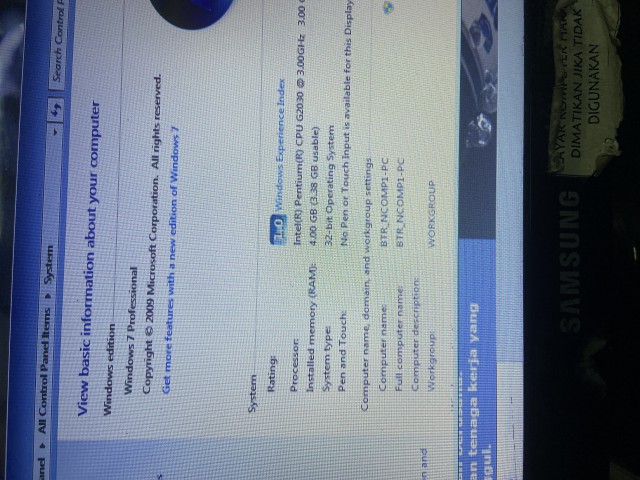 Search Control P
All Control Panel Items ▸ System
View basic information about your computer
Windows edition
Windows 7 Professional
Copyright © 2009 Microsoft Corporation. All rights reserved.
Get more features with a new edition of Windows 7
System
Rating: Windows Experience Index
Processor: Intel(R) Pentium(R) CPU G2030 @ 3.00GHz 3.00
Installed memory (RAM): 4.00 GB (3.38 GB usable)
System type: 32-bit Operating System
Pen and Touch: No Pen or Touch Input is available for this Display
Computer name, domain, and workgroup settings
Computer name: BTR_NCOMP1-PC
Full computer name: BTR_NCOMP1-PC
Computer description:
Workgroup: WORKGROUP
an tenaga kerja yang
SAMSUNG
DIMATIKAN JIKA TIDAK
DIGUNAKAN